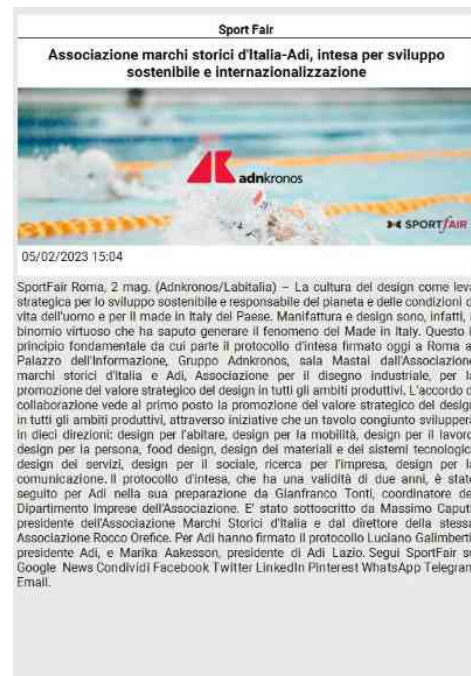 Sport Fair
Associazione marchi storici d'Italia-Adi, intesa per sviluppo
sostenibile e internazionalizzazione
adnkronos
SPORTFAIR
05/02/2023 15:04
SportFair Roma, 2 mag. (Adnkronos/Labitalia) – La cultura del design come leva
strategica per lo sviluppo sostenibile e responsabile del pianeta e delle condizioni d
vita dell'uomo e per il made in Italy del Paese. Manifattura e design sono, infatti, i
binomio virtuoso che ha saputo generare il fenomeno del Made in Italy. Questo i
principio fondamentale da cui parte il protocollo d'intesa firmato oggi a Roma a
Palazzo dell'Informazione, Gruppo Adnkronos, sala Mastai dall'Associazione
marchi storici d'Italia e Adi, Associazione per il disegno industriale, per la
promozione del valore strategico del design in tutti gli ambiti produttivi. L'accordo d
collaborazione vede al primo posto la promozione del valore strategico del design
in tutti gli ambiti produttivi, attraverso iniziative che un tavolo congiunto svilupperà
in dieci direzioni: design per l'abitare, design per la mobilità, design per il lavoro
design per la persona, food design, design dei materiali e dei sistemi tecnologici
design dei servizi, design per il sociale, ricerca per l'impresa, design per la
comunicazione. Il protocollo d'intesa, che ha una validità di due anni, è stato
seguito per Adi nella sua preparazione da Gianfranco Tonti, coordinatore de
Dipartimento Imprese dell'Associazione. E' stato sottoscritto da Massimo Caputi
presidente dell'Associazione Marchi Storici d'Italia e dal direttore della stessa
Associazione Rocco Orefice. Per Adi hanno firmato il protocollo Luciano Galimberti
presidente Adi, e Marika Aakesson, presidente di Adi Lazio. Segui SportFair su
Google News Condividi Facebook Twitter LinkedIn Pinterest WhatsApp Telegram
Email.